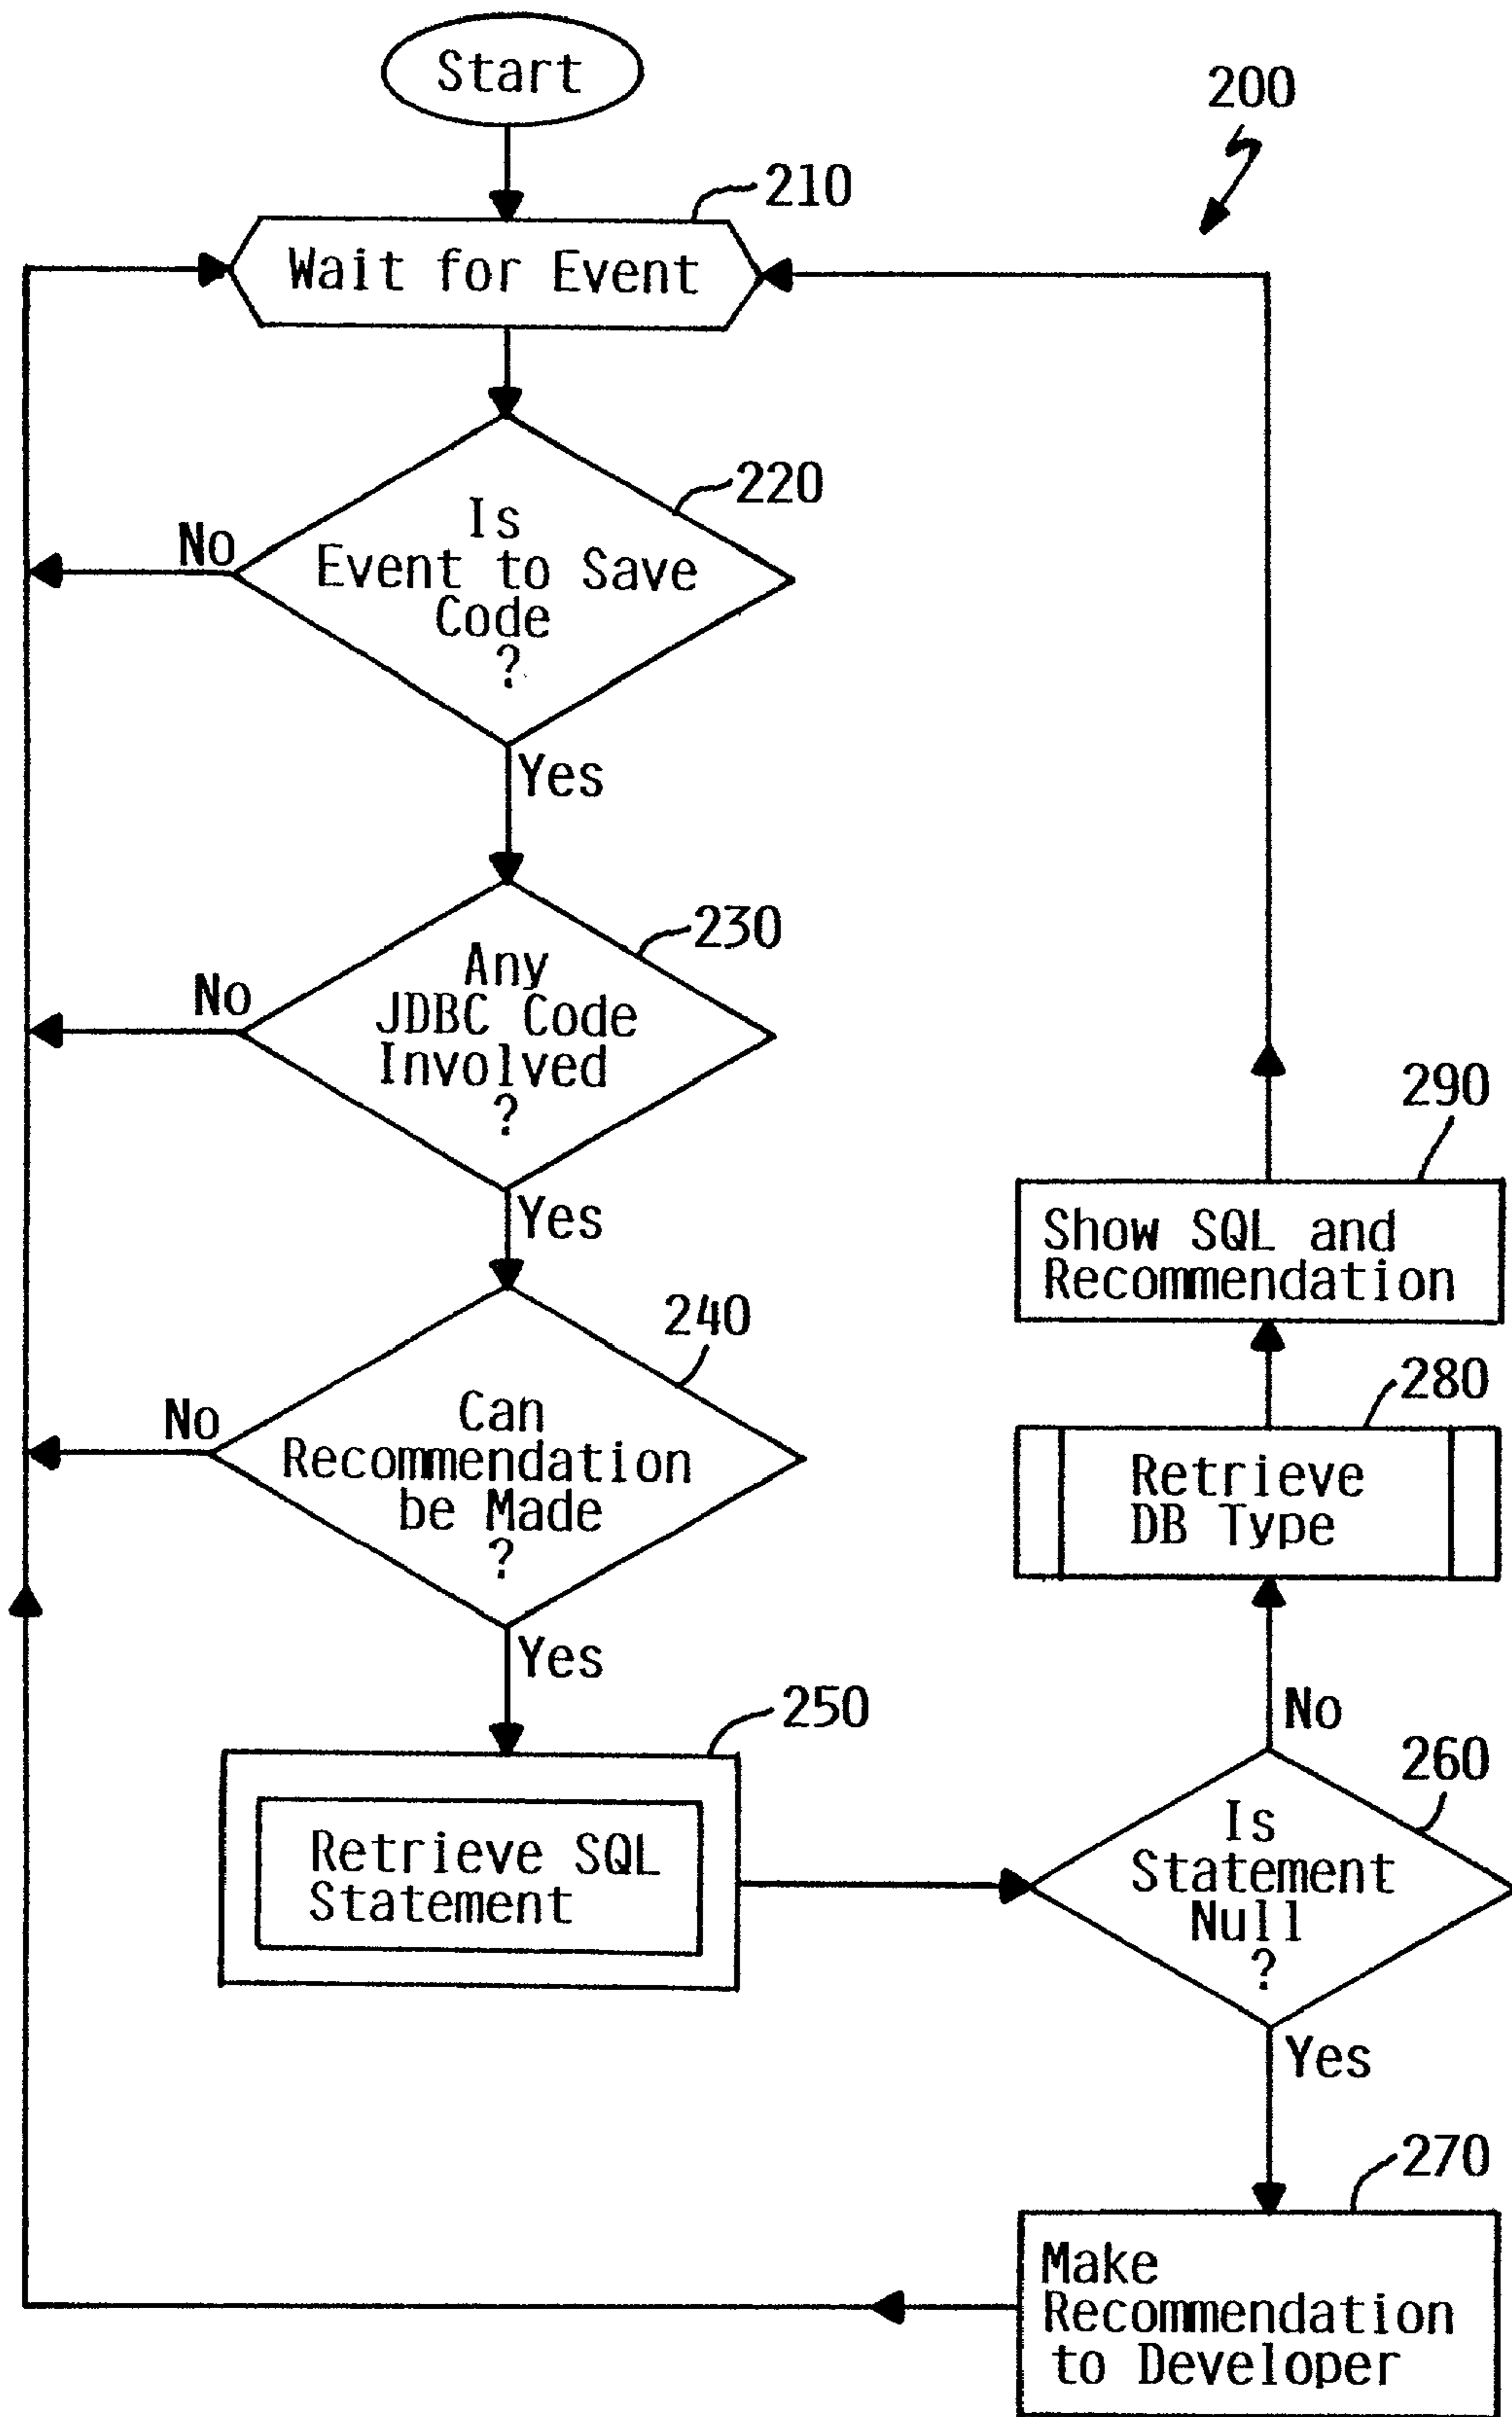 Start
200
210
Wait for Event
220
Is
Event to Save
Code
?
No
Yes
230
Any
JDBC Code
Involved
?
No
Yes
240
Can
Recommendation
be Made
?
No
Yes
250
Retrieve SQL
Statement
260
Is
Statement
Null
?
No
Yes
280
Retrieve
DB Type
290
Show SQL and
Recommendation
270
Make
Recommendation
to Developer